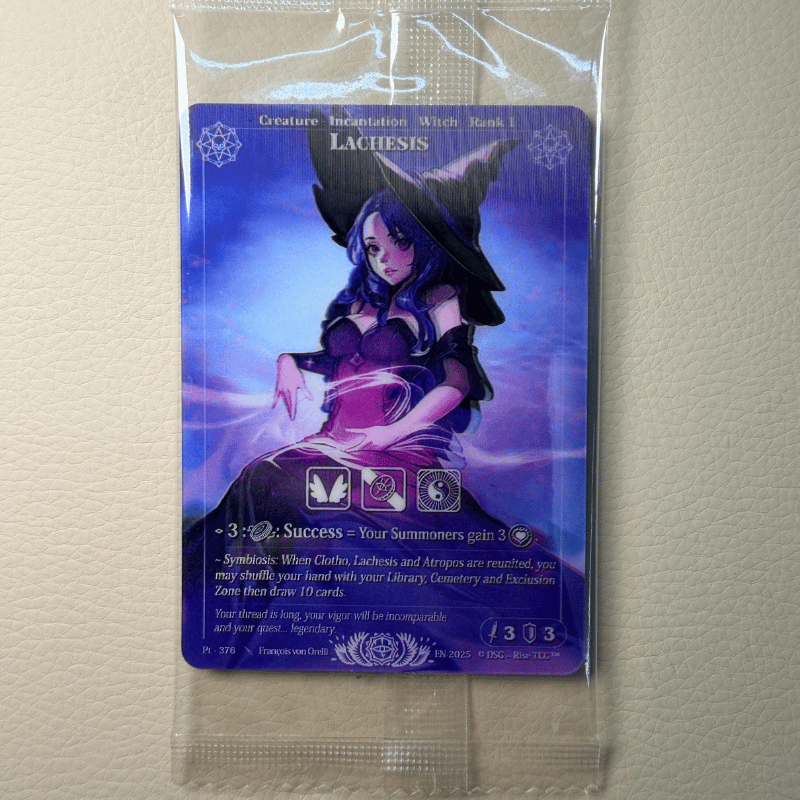 Creature Incantation Witch Rank I
LACHESIS
3 : : Success = Your Summoners gain 3 .
~ Symbiosis: When Clotho, Lachesis and Atropos are reunited, you
may shuffle your hand with your Library, Cemetery and Exclusion
Zone then draw 10 cards.
Your thread is long, your vigor will be incomparable
and your quest... legendary.
3 3
P1 - 376 François von Orelli EN-2025 © DSG – Rise TCG™